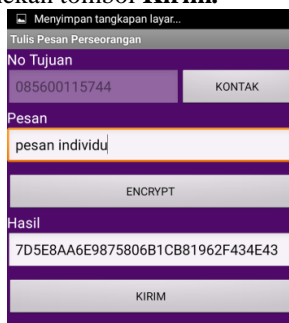 Menyimpan tangkapan layar...
Tulis Pesan Perseorangan
No Tujuan
085600115744
KONTAK
Pesan
pesan individu
ENCRYPT
Hasil
7D5E8AA6E9875806B1CB81962F434E43
KIRIM